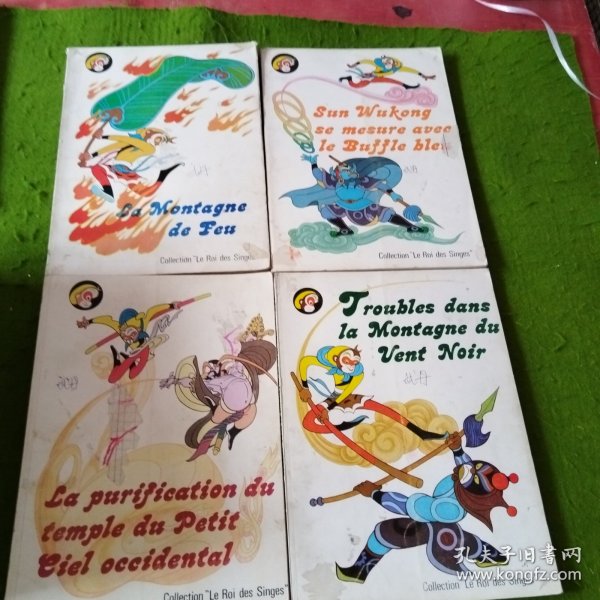 La Montagne
de Feu
Collection "Le Roi des Singes"
Sun Wukong
se mesure avec
le Buffle bleu
Collection "Le Roi des Singes"
La purification du
temple du Petit
Ciel occidental
Collection "Le Roi des Singes"
Troubles dans
la Montagne du
Vent Noir
Collection "Le Roi des Singes
孔夫子旧书网
www.kongfz.com